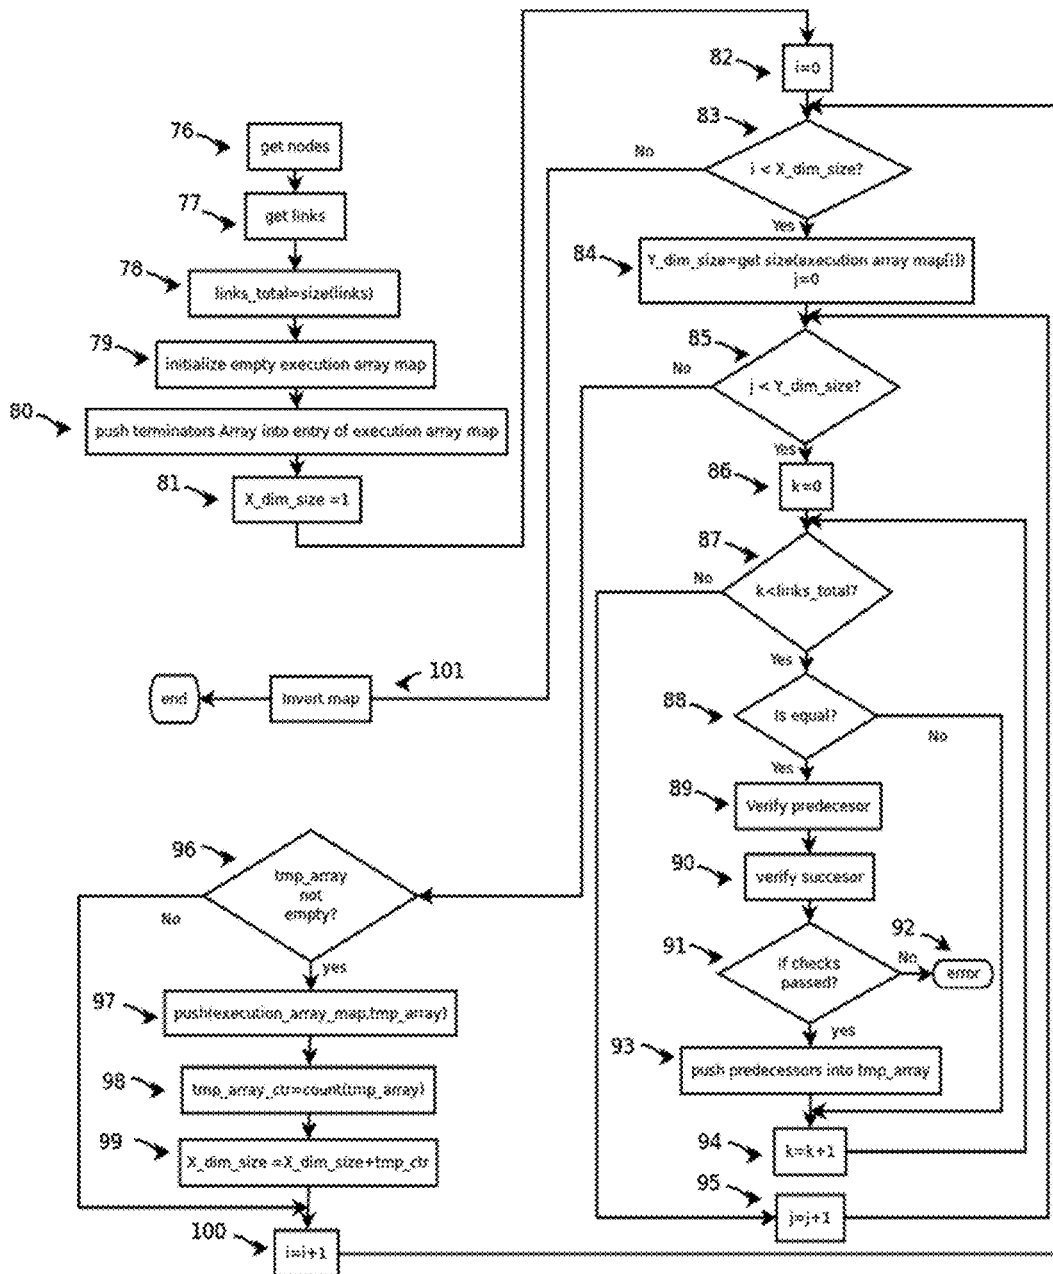 76
get nodes
77
get links
78
links_total=size(links)
79
initialize empty execution array map
80
push terminators Array into entry of execution array map
81
X_dim_size =1
82
i=0
83
i < X_dim_size?
No
Yes
84
Y_dim_size=get size(execution array map[i])
j=0
85
j < Y_dim_size?
No
Yes
86
k=0
87
k<links_total?
No
Yes
88
Is equal?
No
Yes
89
Verify predecesor
90
verify succesor
91
if checks
passed?
No
92
error
yes
93
push predecessors into tmp_array
94
k=k+1
95
j=j+1
96
tmp_array
not
empty?
No
yes
97
push(execution_array_map,tmp_array)
98
tmp_array_ctr=count(tmp_array)
99
X_dim_size =X_dim_size+tmp_ctr
100
i=i+1
101
Invert map
end